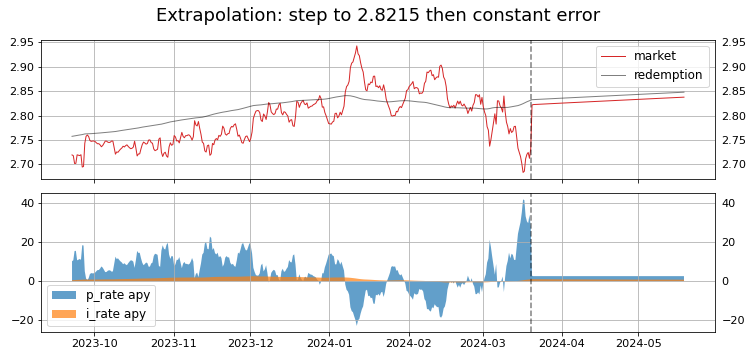 Extrapolation: step to 2.8215 then constant error
2.95 2.95
2.90 2.90
2.85 2.85
2.80 2.80
2.75 2.75
2.70 2.70
market
redemption
40 40
20 20
0 0
−20 −20
p_rate apy
i_rate apy
2023-10 2023-11 2023-12 2024-01 2024-02 2024-03 2024-04 2024-05